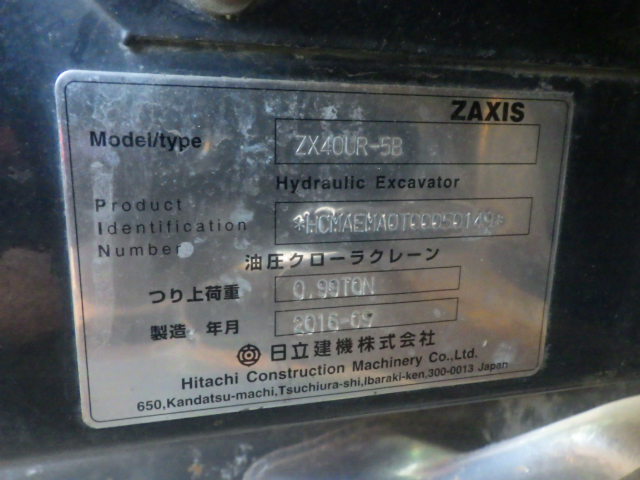 ZAXIS
Model/type ZX40UR-5B
Hydraulic Excavator
Product
Identification
Number
油圧クローラクレーン
つり上荷重 0.99TON
製造 年月 2016-07
日立建機株式会社
Hitachi Construction Machinery Co.,Ltd.
650,Kandatsu-machi,Tsuchiura-shi,Ibaraki-ken,300-0013 Japan